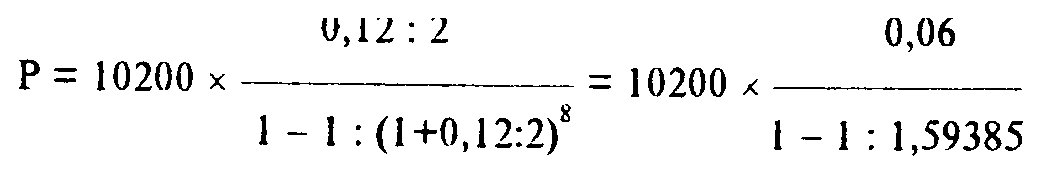 0,12 : 2 0,06
P = 10200 × = 10200 ×
1 – 1 : (1+0,12:2)⁸ 1 – 1 : 1,59385